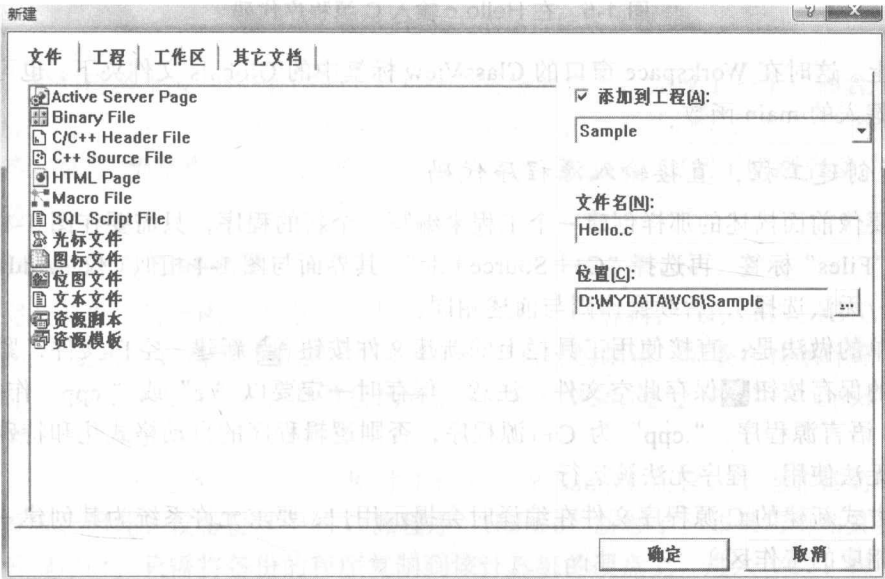 新建
文件 工程 工作区 其它文档
Active Server Page
Binary File
C/C++ Header File
C++ Source File
HTML Page
Macro File
SQL Script File
光标文件
图标文件
位图文件
文本文件
资源脚本
资源模板
添加到工程(A):
Sample
文件名(N):
Hello.c
位置(C):
D:\MYDATA\VC6\Sample
...
确定 取消